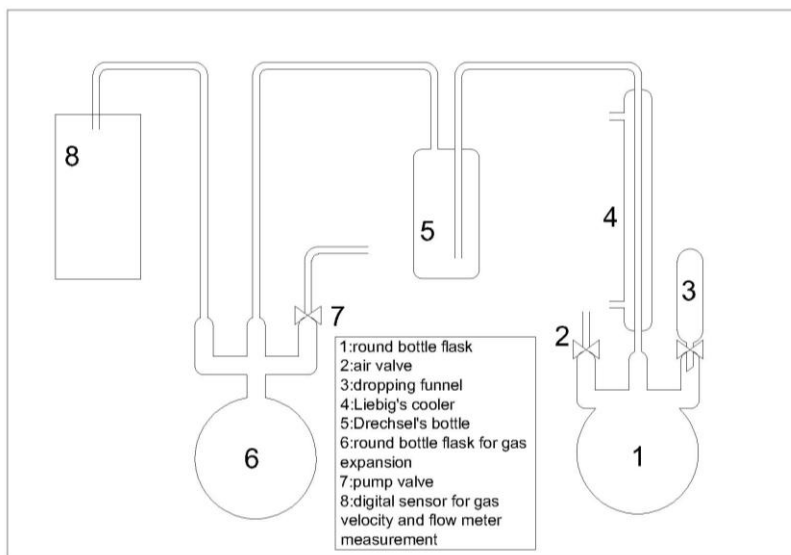 8
5
4
3
7
2
6
1
1:round bottle flask
2:air valve
3:dropping funnel
4:Liebig's cooler
5:Drechsel's bottle
6:round bottle flask for gas
expansion
7:pump valve
8:digital sensor for gas
velocity and flow meter
measurement